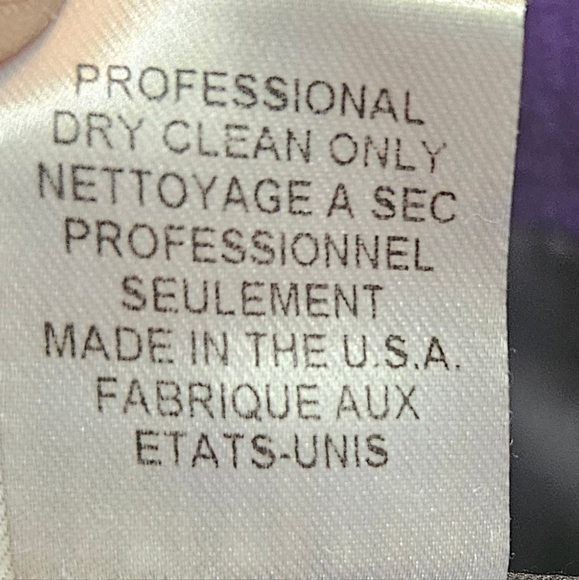 PROFESSIONAL
DRY CLEAN ONLY
NETTOYAGE A SEC
PROFESSIONNEL
SEULEMENT
MADE IN THE U.S.A.
FABRIQUE AUX
ETATS-UNIS